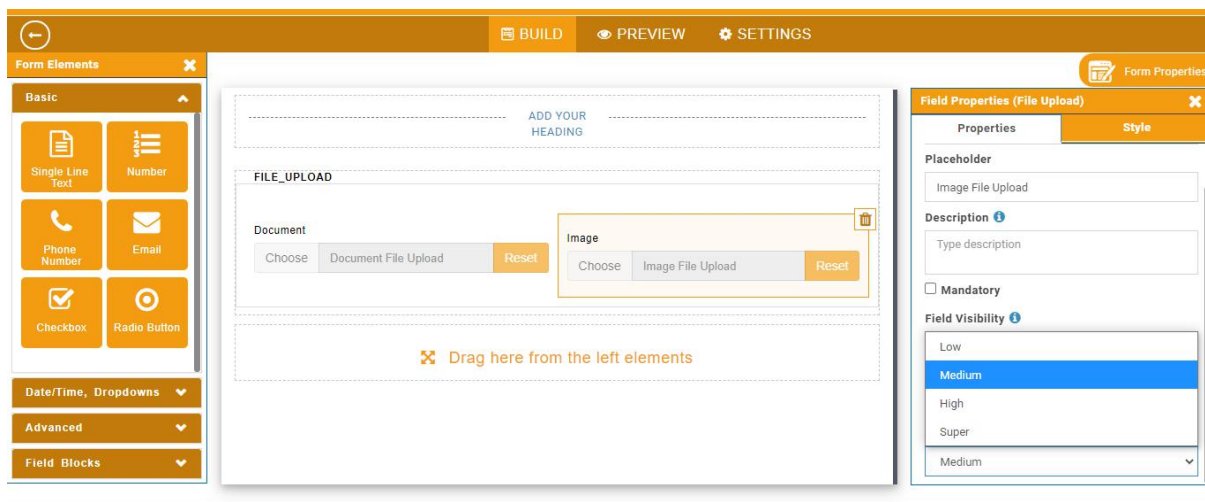 BUILD
PREVIEW
SETTINGS
Form Elements
Form Properties
Basic
Single Line
Text
Number
Phone
Number
Email
Checkbox
Radio Button
Date/Time, Dropdowns
Advanced
Field Blocks
ADD YOUR
HEADING
FILE_UPLOAD
Document
Choose
Document File Upload
Reset
Image
Choose
Image File Upload
Reset
Drag here from the left elements
Field Properties (File Upload)
Properties
Style
Placeholder
Image File Upload
Description
Type description
Mandatory
Field Visibility
Low
Medium
High
Super
Medium